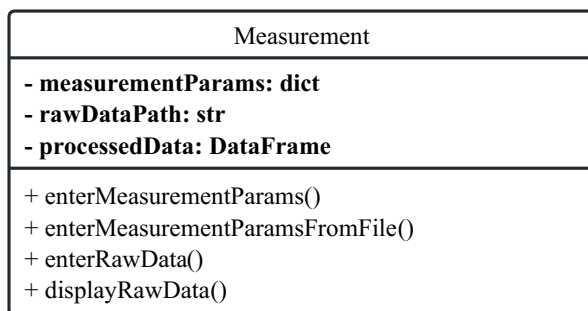 Measurement
- measurementParams: dict
- rawDataPath: str
- processedData: DataFrame
+ enterMeasurementParams()
+ enterMeasurementParamsFromFile()
+ enterRawData()
+ displayRawData()